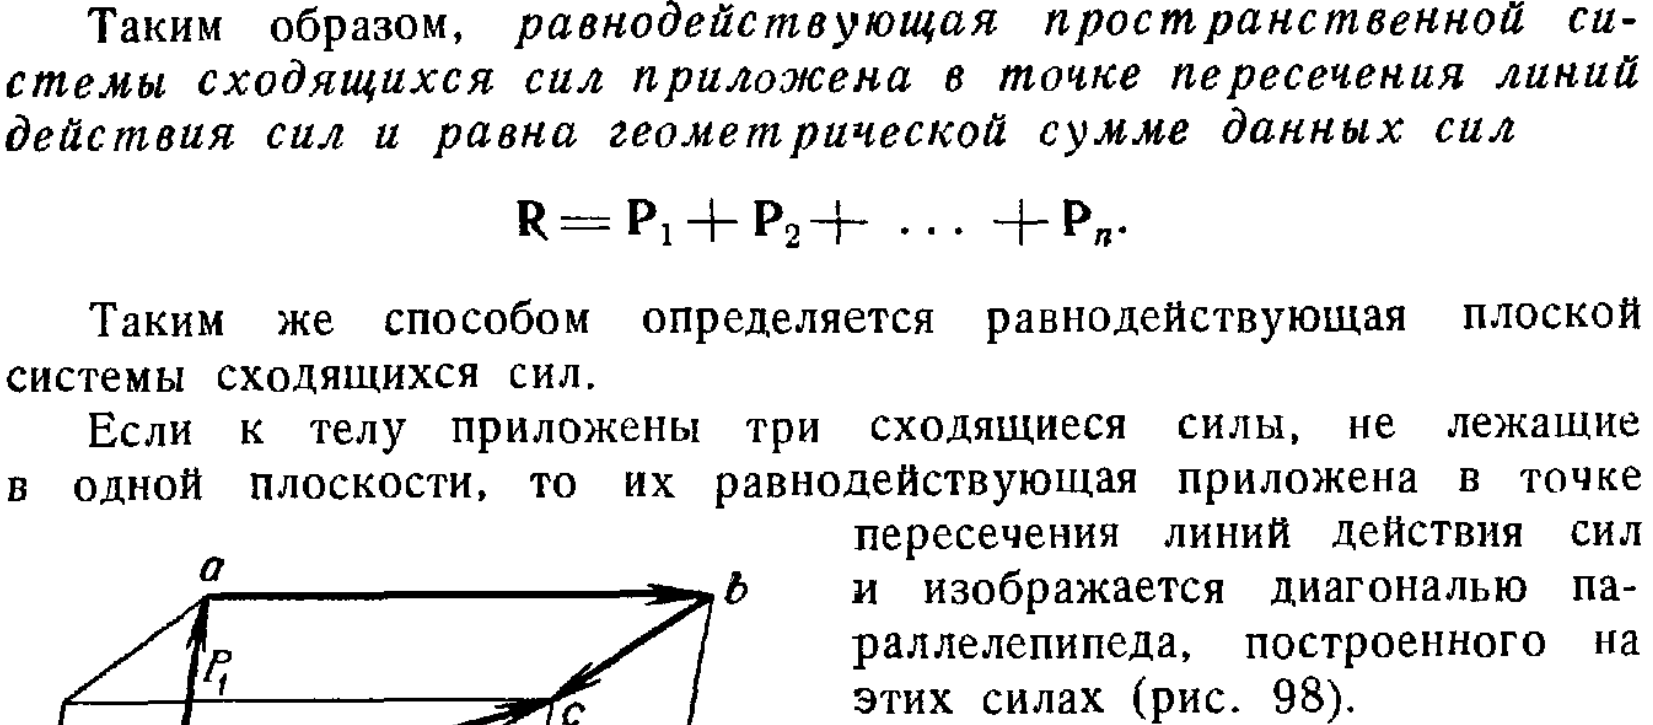 Таким образом, равнодействующая пространственной си-
стемы сходящихся сил приложена в точке пересечения линий
действия сил и равна геометрической сумме данных сил
R = P₁ + P₂ + ... + Pₙ.
Таким же способом определяется равнодействующая плоской
системы сходящихся сил.
Если к телу приложены три сходящиеся силы, не лежащие
в одной плоскости, то их равнодействующая приложена в точке
пересечения линий действия сил
и изображается диагональю па-
раллелепипеда, построенного на
этих силах (рис. 98).
a
b
P₁
c